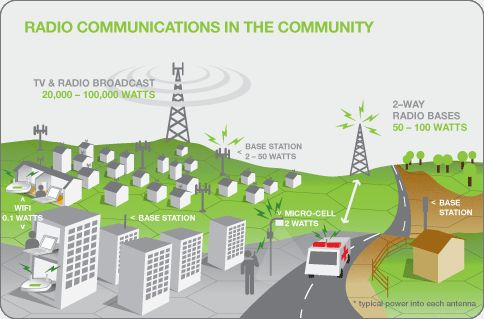 RADIO COMMUNICATIONS IN THE COMMUNITY
TV & RADIO BROADCAST
20,000 – 100,000 WATTS
2–WAY
RADIO BASES
50 – 100 WATTS
< BASE STATION
2 – 50 WATTS
^
WIFI
0.1 WATTS
v
< BASE STATION
v MICRO-CELL
2 WATTS
< BASE
STATION
* typical power into each antenna